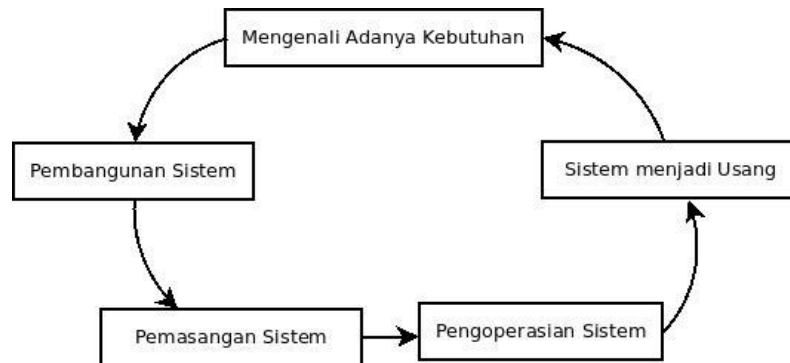 Mengenali Adanya Kebutuhan
Pembangunan Sistem
Sistem menjadi Usang
Pemasangan Sistem
Pengoperasian Sistem